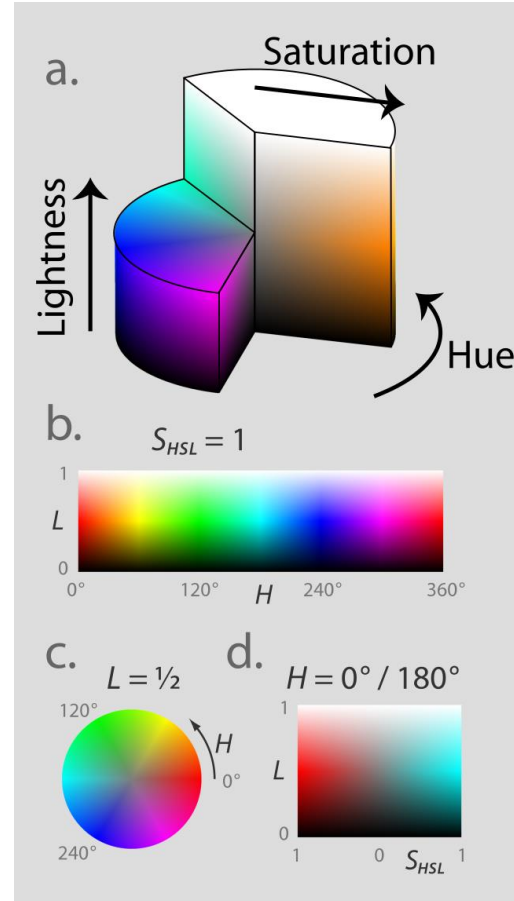 a.
Saturation
Lightness
Hue
b.
S_HSL = 1
1
L
0
0° 120° H 240° 360°
c.
L = ½
120°
H
0°
240°
d.
H = 0° / 180°
1
L
0
1 0 S_HSL 1